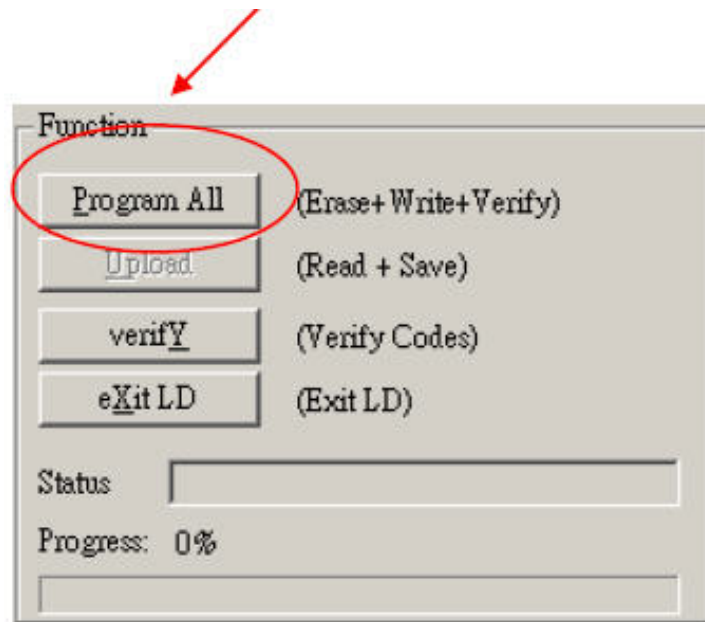 Function
Program All (Erase+Write+Verify)
Upload (Read + Save)
verifY (Verify Codes)
eXit LD (Exit LD)
Status
Progress: 0%